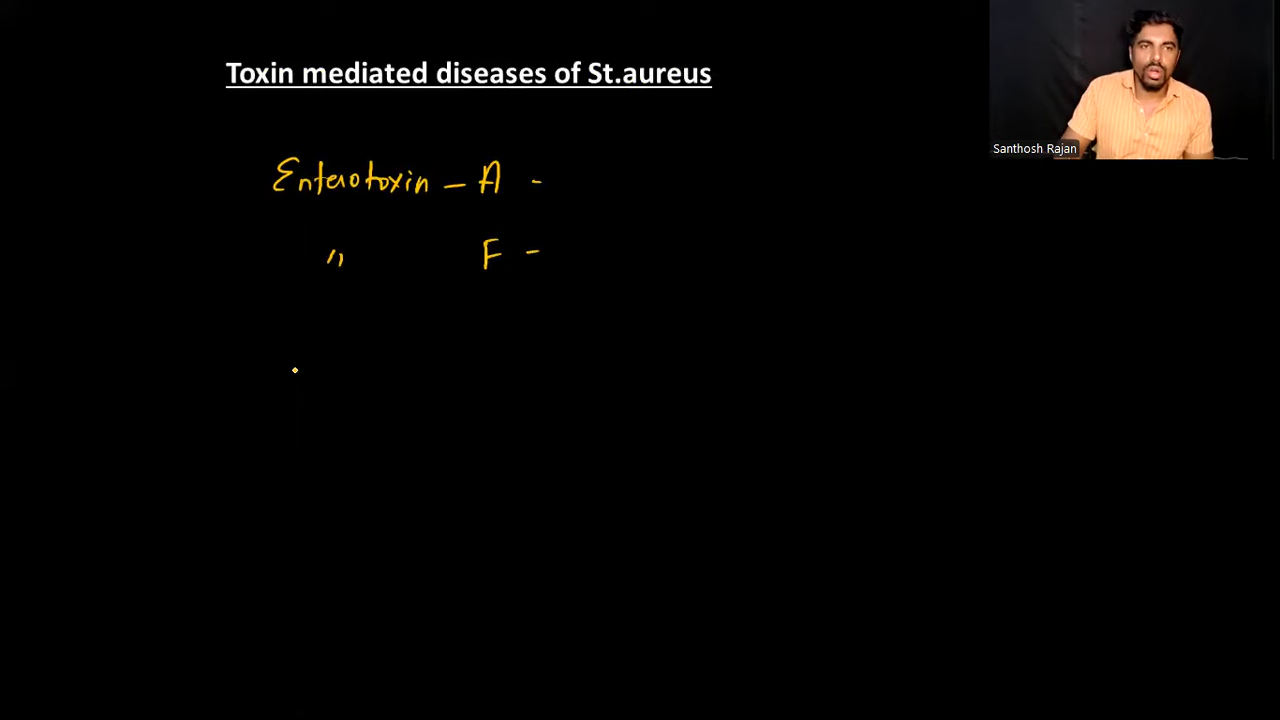 Toxin mediated diseases of St.aureus
Santhosh Rajan
Enterotoxin – A -
" F -